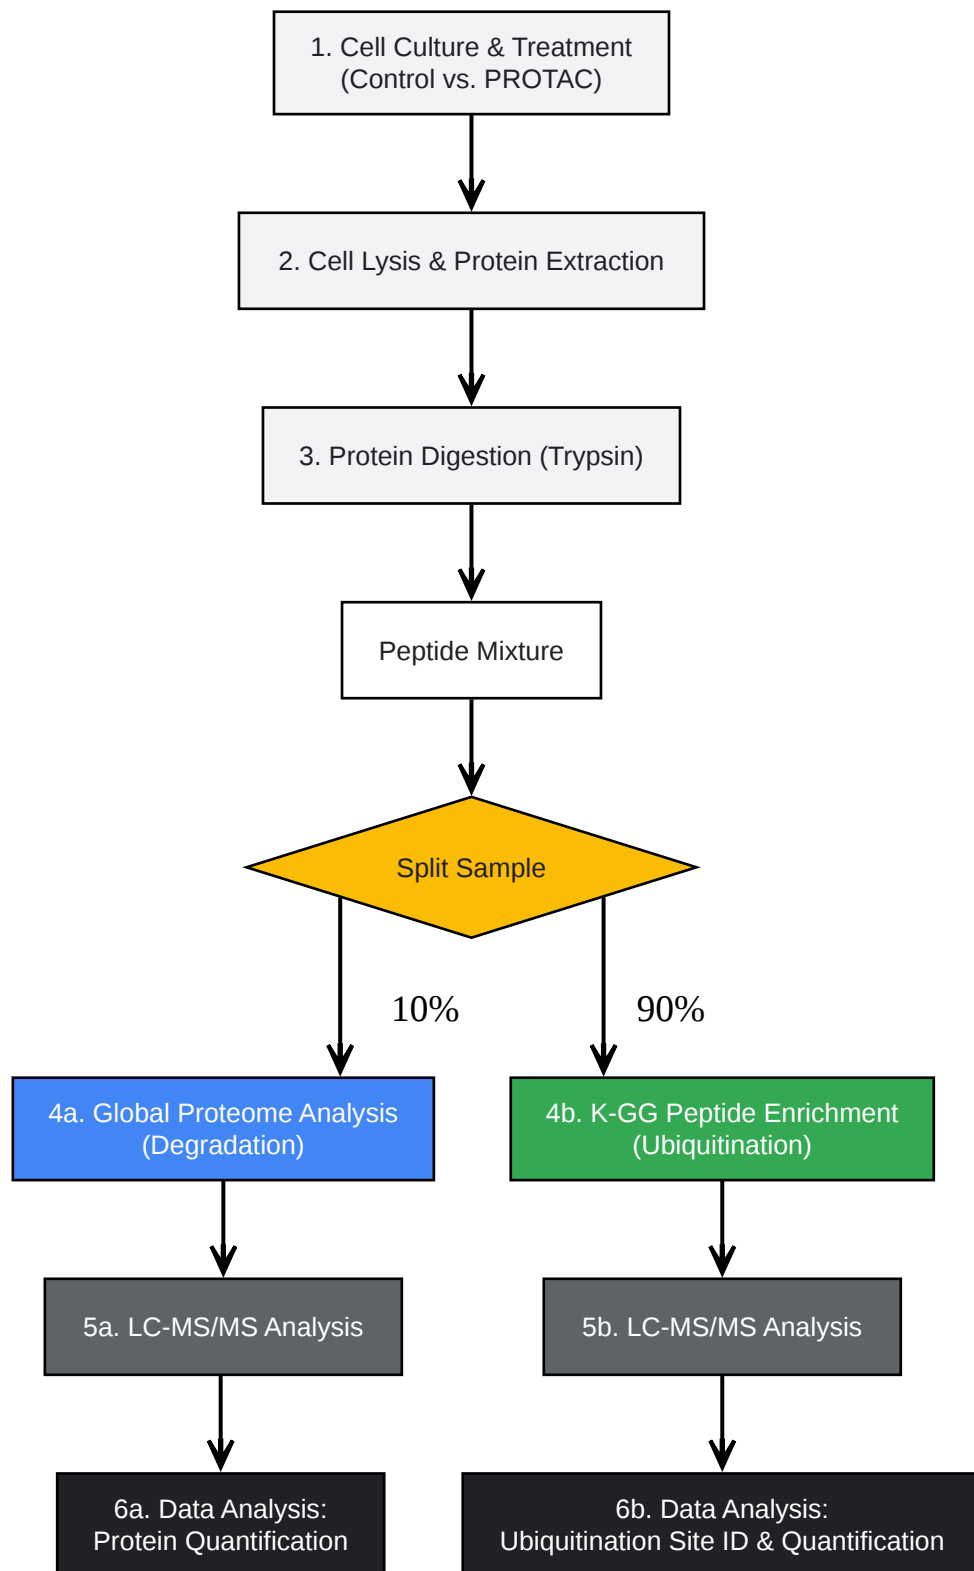 1. Cell Culture & Treatment
(Control vs. PROTAC)
2. Cell Lysis & Protein Extraction
3. Protein Digestion (Trypsin)
Peptide Mixture
Split Sample
10%
90%
4a. Global Proteome Analysis
(Degradation)
4b. K-GG Peptide Enrichment
(Ubiquitination)
5a. LC-MS/MS Analysis
5b. LC-MS/MS Analysis
6a. Data Analysis:
Protein Quantification
6b. Data Analysis:
Ubiquitination Site ID & Quantification